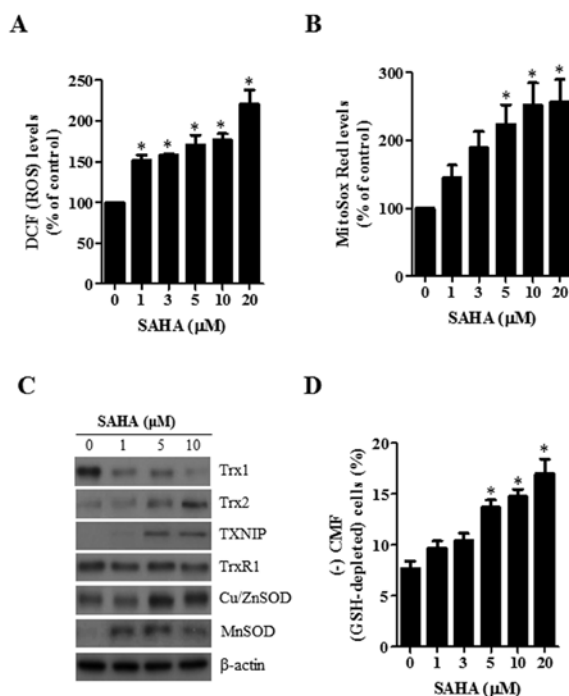 A
DCF (ROS) levels
(% of control)
250
200
150
100
50
0
*
*
*
*
*
0 1 3 5 10 20
SAHA (µM)
B
MitoSox Red levels
(% of control)
300
200
100
0
*
*
*
0 1 3 5 10 20
SAHA (µM)
C
SAHA (µM)
0 1 5 10
Trx1
Trx2
TXNIP
TrxR1
Cu/ZnSOD
MnSOD
β-actin
D
(-) CMF
(GSH-depleted) cells (%)
20
15
10
5
0
*
*
*
0 1 3 5 10 20
SAHA (µM)